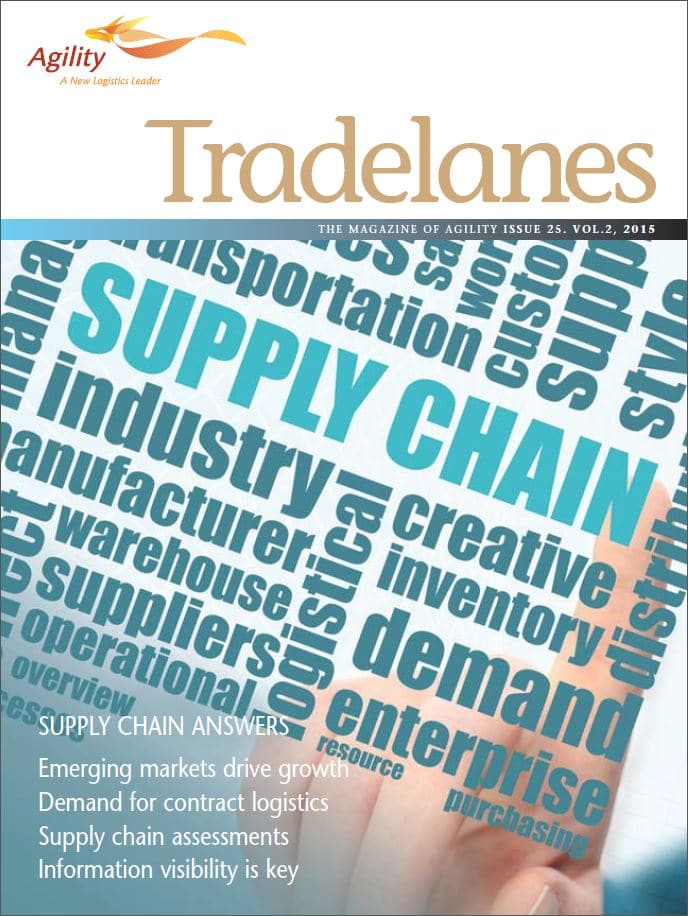 Agility
A New Logistics Leader
Tradelanes
THE MAGAZINE OF AGILITY ISSUE 25. VOL.2, 2015
transportation
SUPPLY CHAIN
industry
manufacturer
warehouse
suppliers
operational
overview
logistical
creative
inventory
demand
enterprise
resource
purchasing
style
SUPPLY CHAIN ANSWERS
Emerging markets drive growth
Demand for contract logistics
Supply chain assessments
Information visibility is key